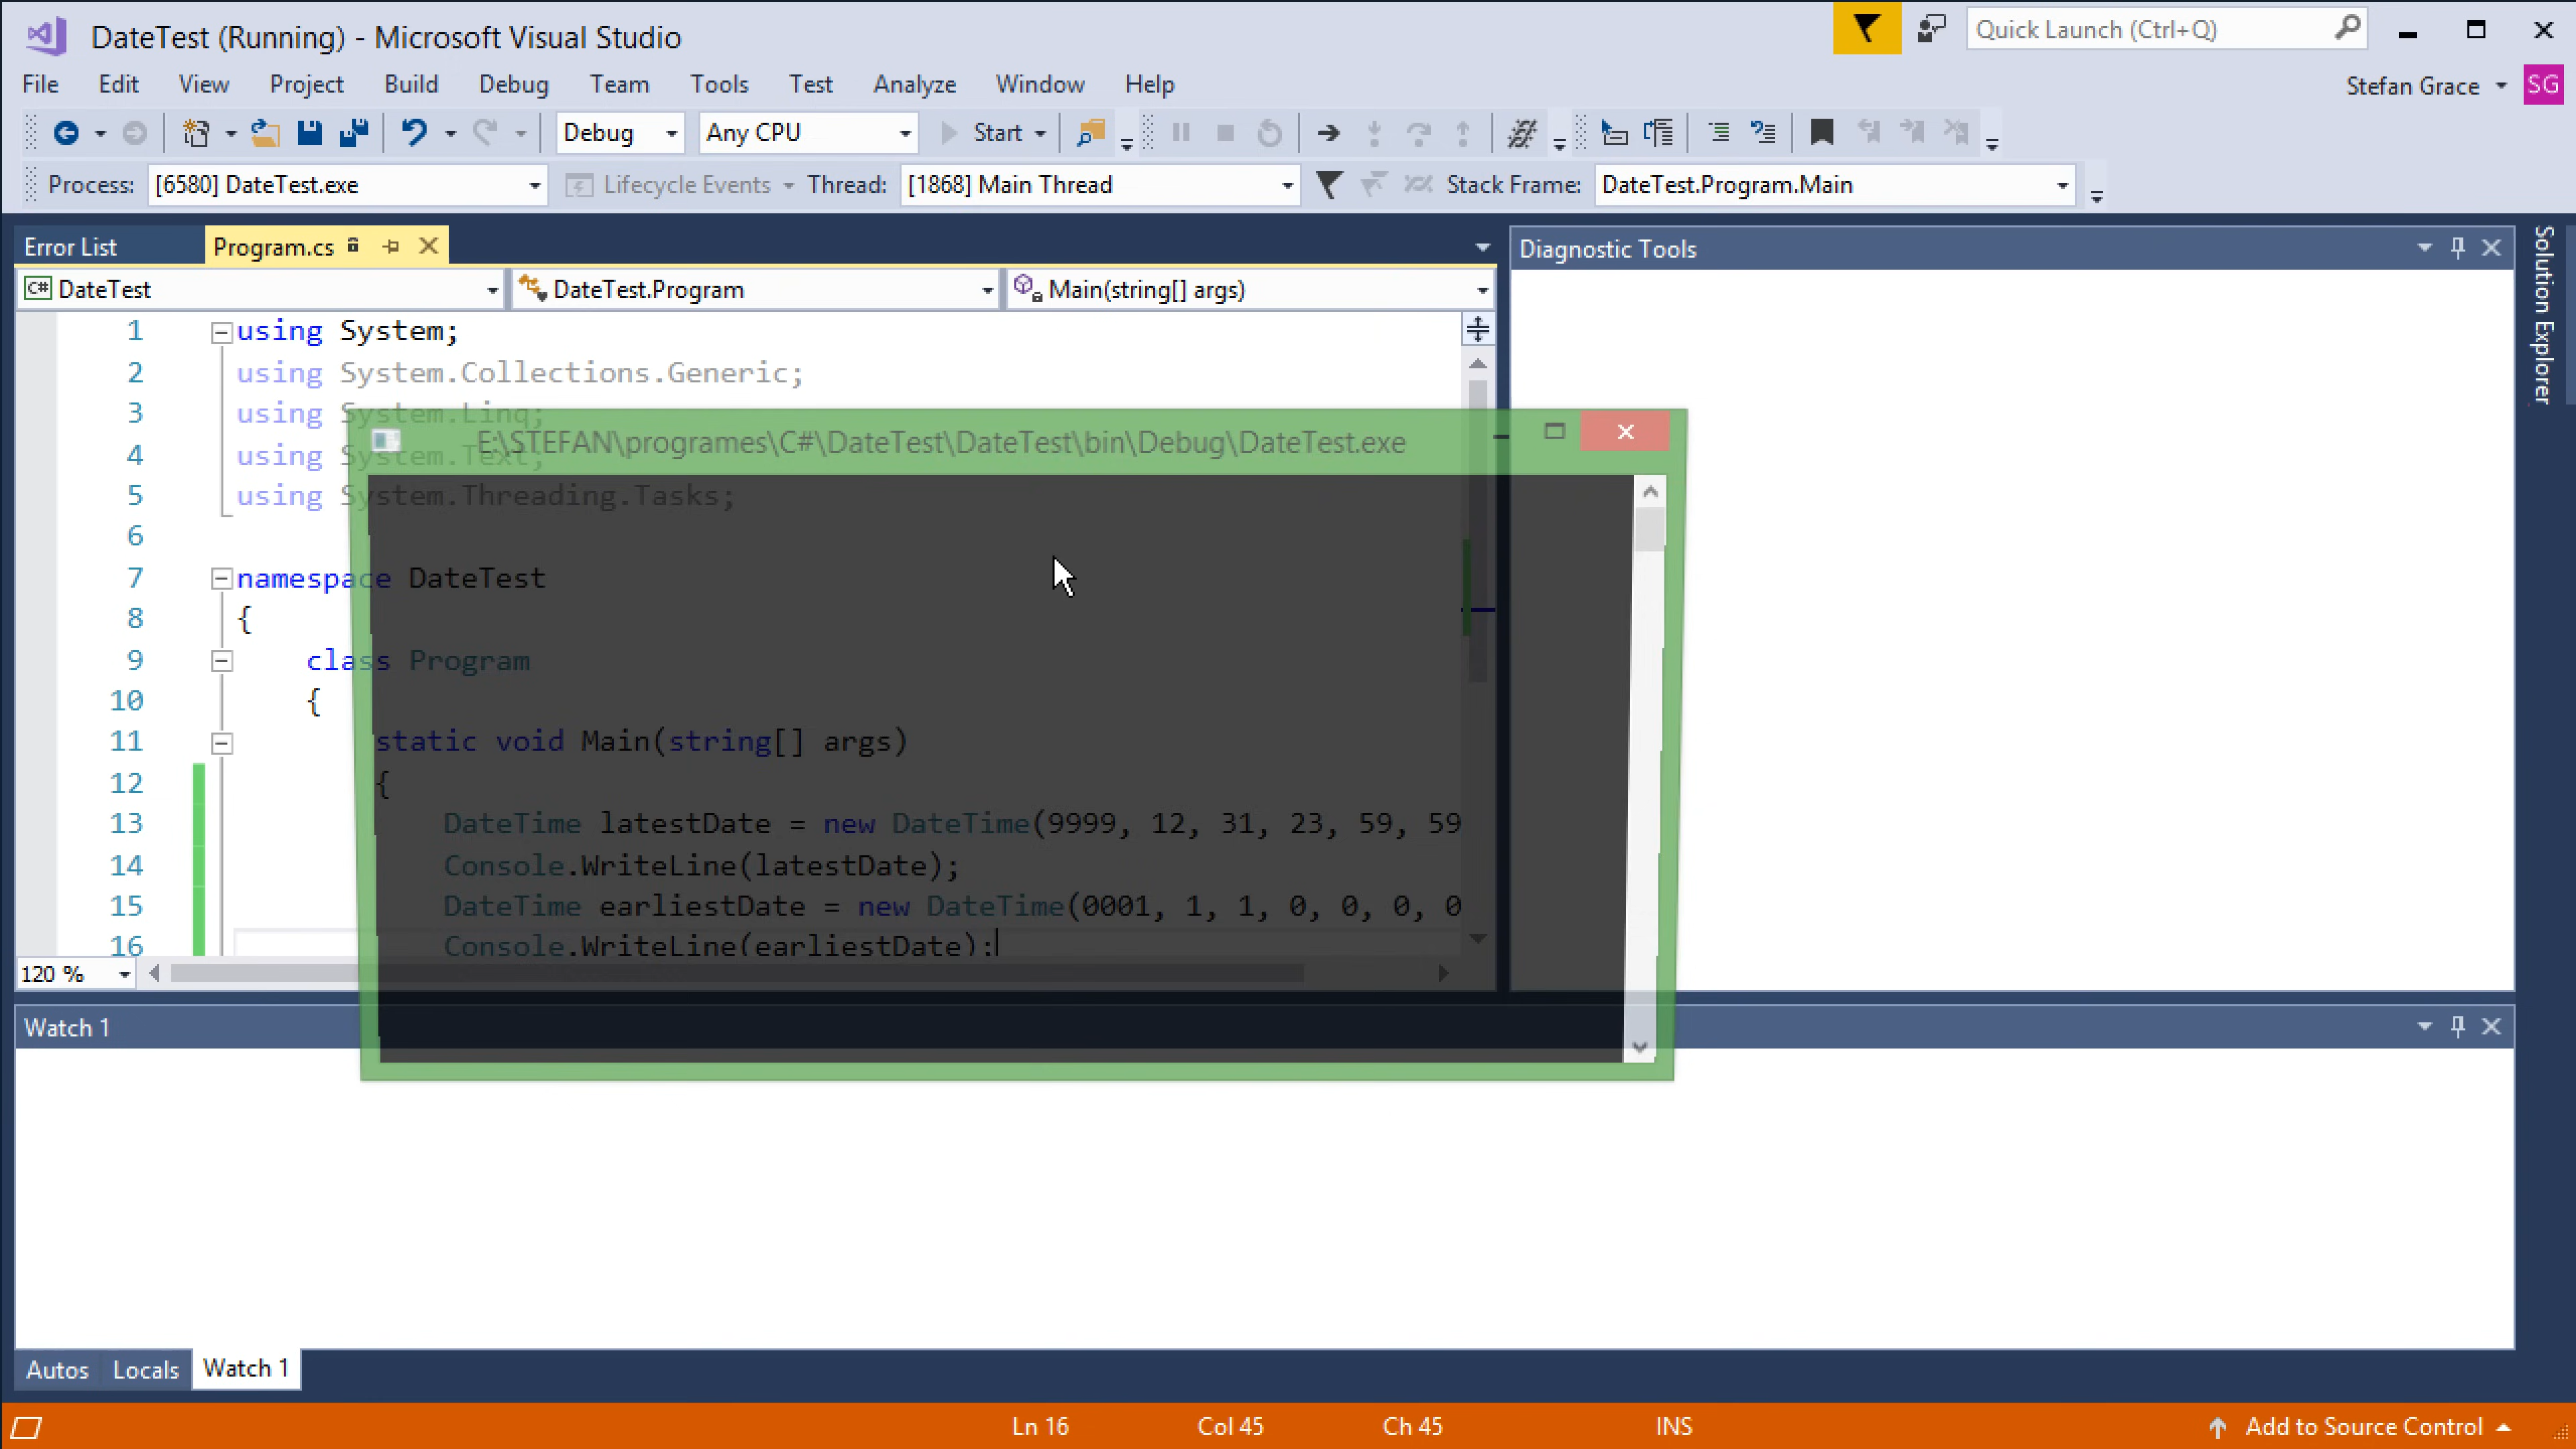 DateTest (Running) - Microsoft Visual Studio
Quick Launch (Ctrl+Q)
File Edit View Project Build Debug Team Tools Test Analyze Window Help
Stefan Grace
SG
Debug
Any CPU
Start
Process: [6580] DateTest.exe
Lifecycle Events
Thread: [1868] Main Thread
Stack Frame: DateTest.Program.Main
Error List
Program.cs
Diagnostic Tools
Solution Explorer
C# DateTest
DateTest.Program
Main(string[] args)
1 using System;
2 using System.Collections.Generic;
3 using System.Linq;
4 using System.Text;
5 using System.Threading.Tasks;
6
7 namespace DateTest
8 {
9 class Program
10 {
11 static void Main(string[] args)
12 {
13 DateTime latestDate = new DateTime(9999, 12, 31, 23, 59, 59
14 Console.WriteLine(latestDate);
15 DateTime earliestDate = new DateTime(0001, 1, 1, 0, 0, 0, 0
16 Console.WriteLine(earliestDate);
E:\STEFAN\programes\C#\DateTest\DateTest\bin\Debug\DateTest.exe
120 %
Watch 1
Autos Locals Watch 1
Ln 16 Col 45 Ch 45 INS
Add to Source Control